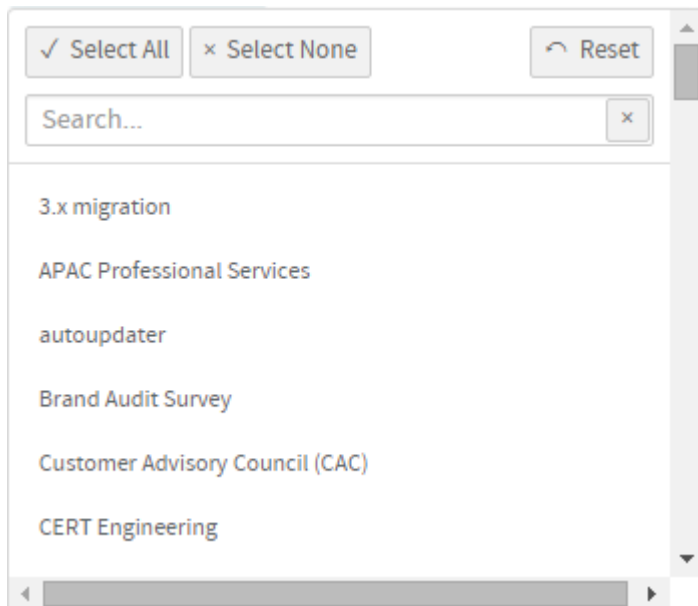 ✓ Select All × Select None Reset
Search... ×
3.x migration
APAC Professional Services
autoupdater
Brand Audit Survey
Customer Advisory Council (CAC)
CERT Engineering